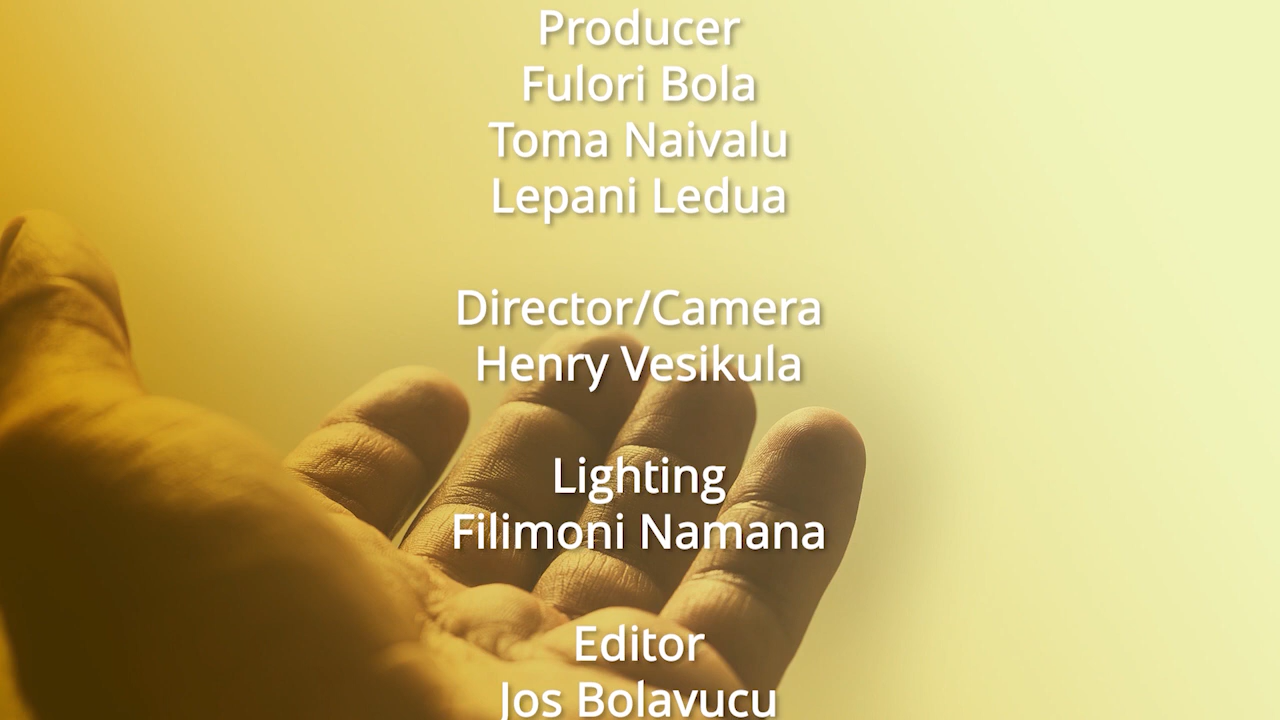 Producer
Fulori Bola
Toma Naivalu
Lepani Ledua
Director/Camera
Henry Vesikula
Lighting
Filimoni Namana
Editor
Jos Bolavucu